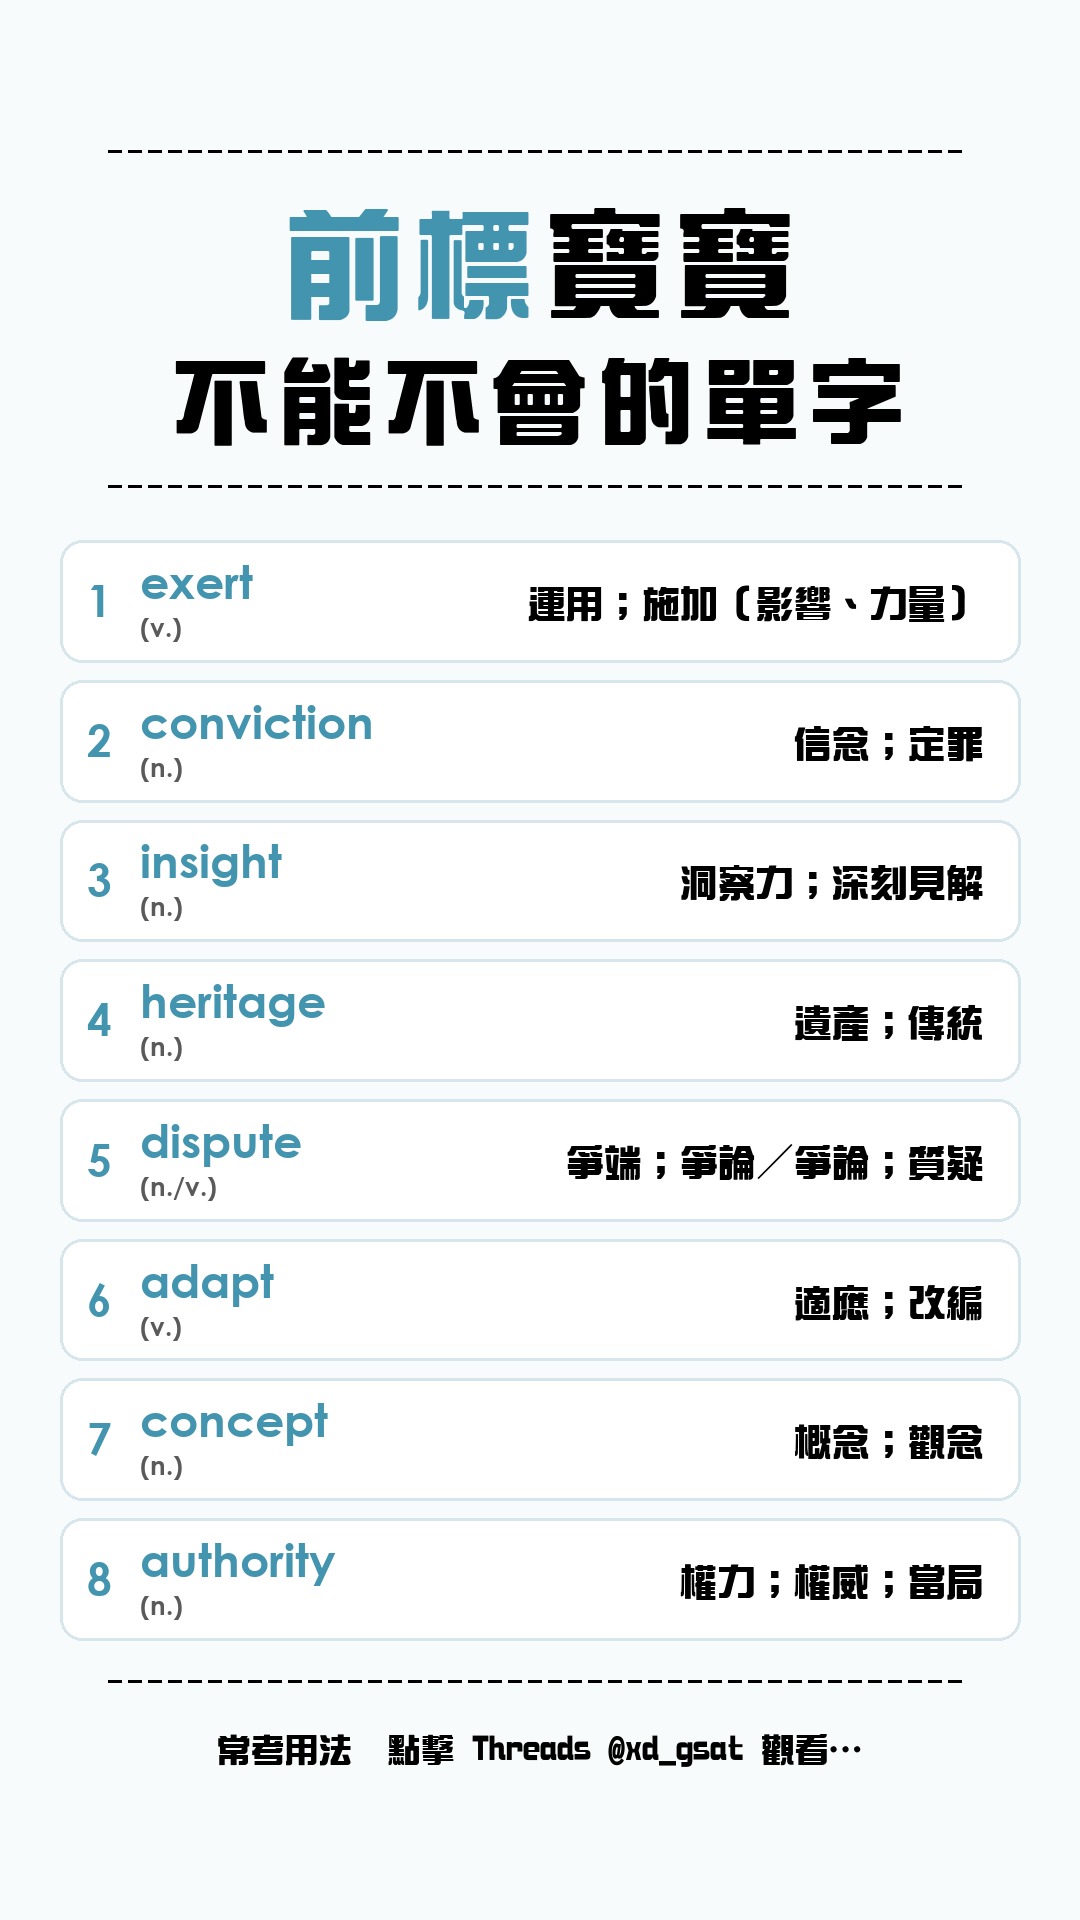 前標寶寶
不能不會的單字
1 exert (v.) 運用；施加（影響、力量）
2 conviction (n.) 信念；定罪
3 insight (n.) 洞察力；深刻見解
4 heritage (n.) 遺產；傳統
5 dispute (n./v.) 爭端；爭論／爭論；質疑
6 adapt (v.) 適應；改編
7 concept (n.) 概念；觀念
8 authority (n.) 權力；權威；當局
常考用法　點擊 Threads @xd_gsat 觀看…